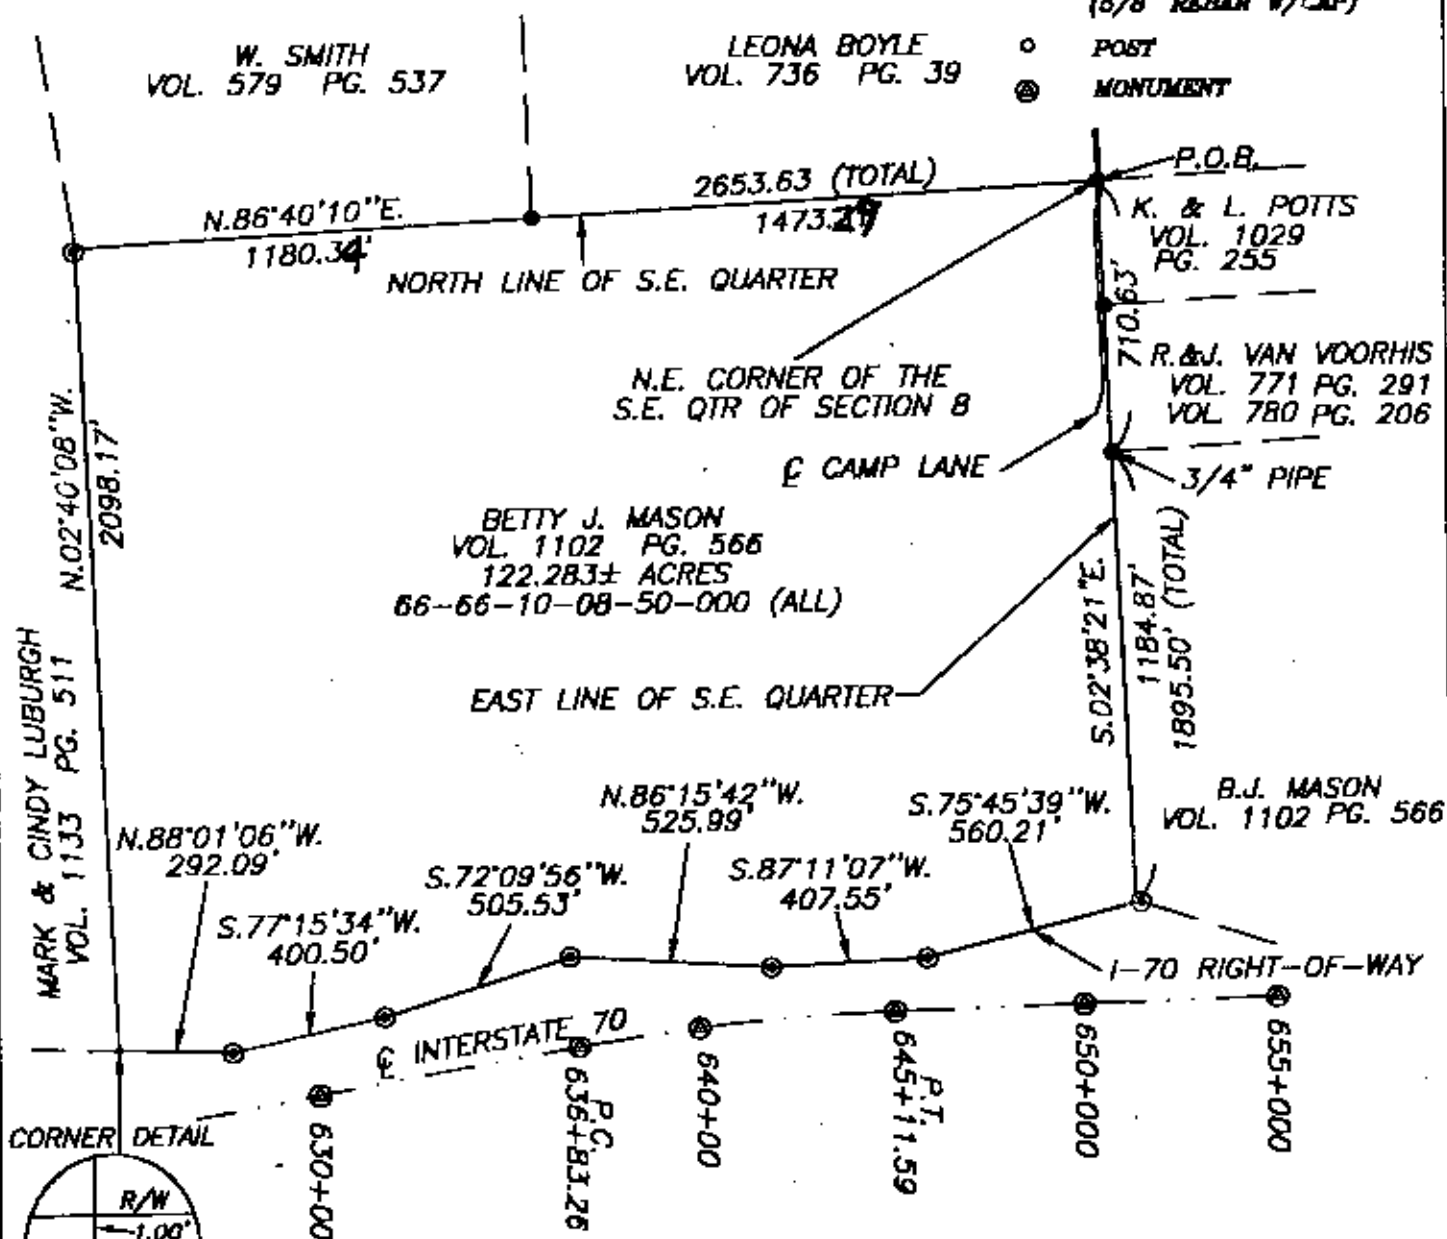 (5/8" REBAR W/CAP)
W. SMITH
VOL. 579 PG. 537
LEONA BOYLE
VOL. 736 PG. 39
POST
MONUMENT
P.O.B.
2653.63 (TOTAL)
N.86°40'10"E.
1180.34'
NORTH LINE OF S.E. QUARTER
K. & L. POTTS
VOL. 1029
PG. 255
710.63'
N.E. CORNER OF THE
S.E. QTR OF SECTION 8
R.&J. VAN VOORHIS
VOL. 771 PG. 291
VOL. 780 PG. 206
℄ CAMP LANE
3/4" PIPE
N.02°40'08"W.
2098.17'
BETTY J. MASON
VOL. 1102 PG. 566
122.283± ACRES
66-66-10-08-50-000 (ALL)
S.02°38'21"E.
1184.87'
1895.50' (TOTAL)
EAST LINE OF S.E. QUARTER
MARK & CINDY LUBURGH
VOL. 1133 PG. 511
B.J. MASON
VOL. 1102 PG. 566
N.88°01'06"W.
292.09'
S.77°15'34"W.
400.50'
S.72°09'56"W.
505.53'
N.86°15'42"W.
525.99'
S.87°11'07"W.
407.55'
S.75°45'39"W.
560.21'
I-70 RIGHT-OF-WAY
℄ INTERSTATE 70
630+00
P.C.
636+83.26
640+00
P.T.
645+11.59
650+000
655+000
CORNER DETAIL
R/W
1.00'